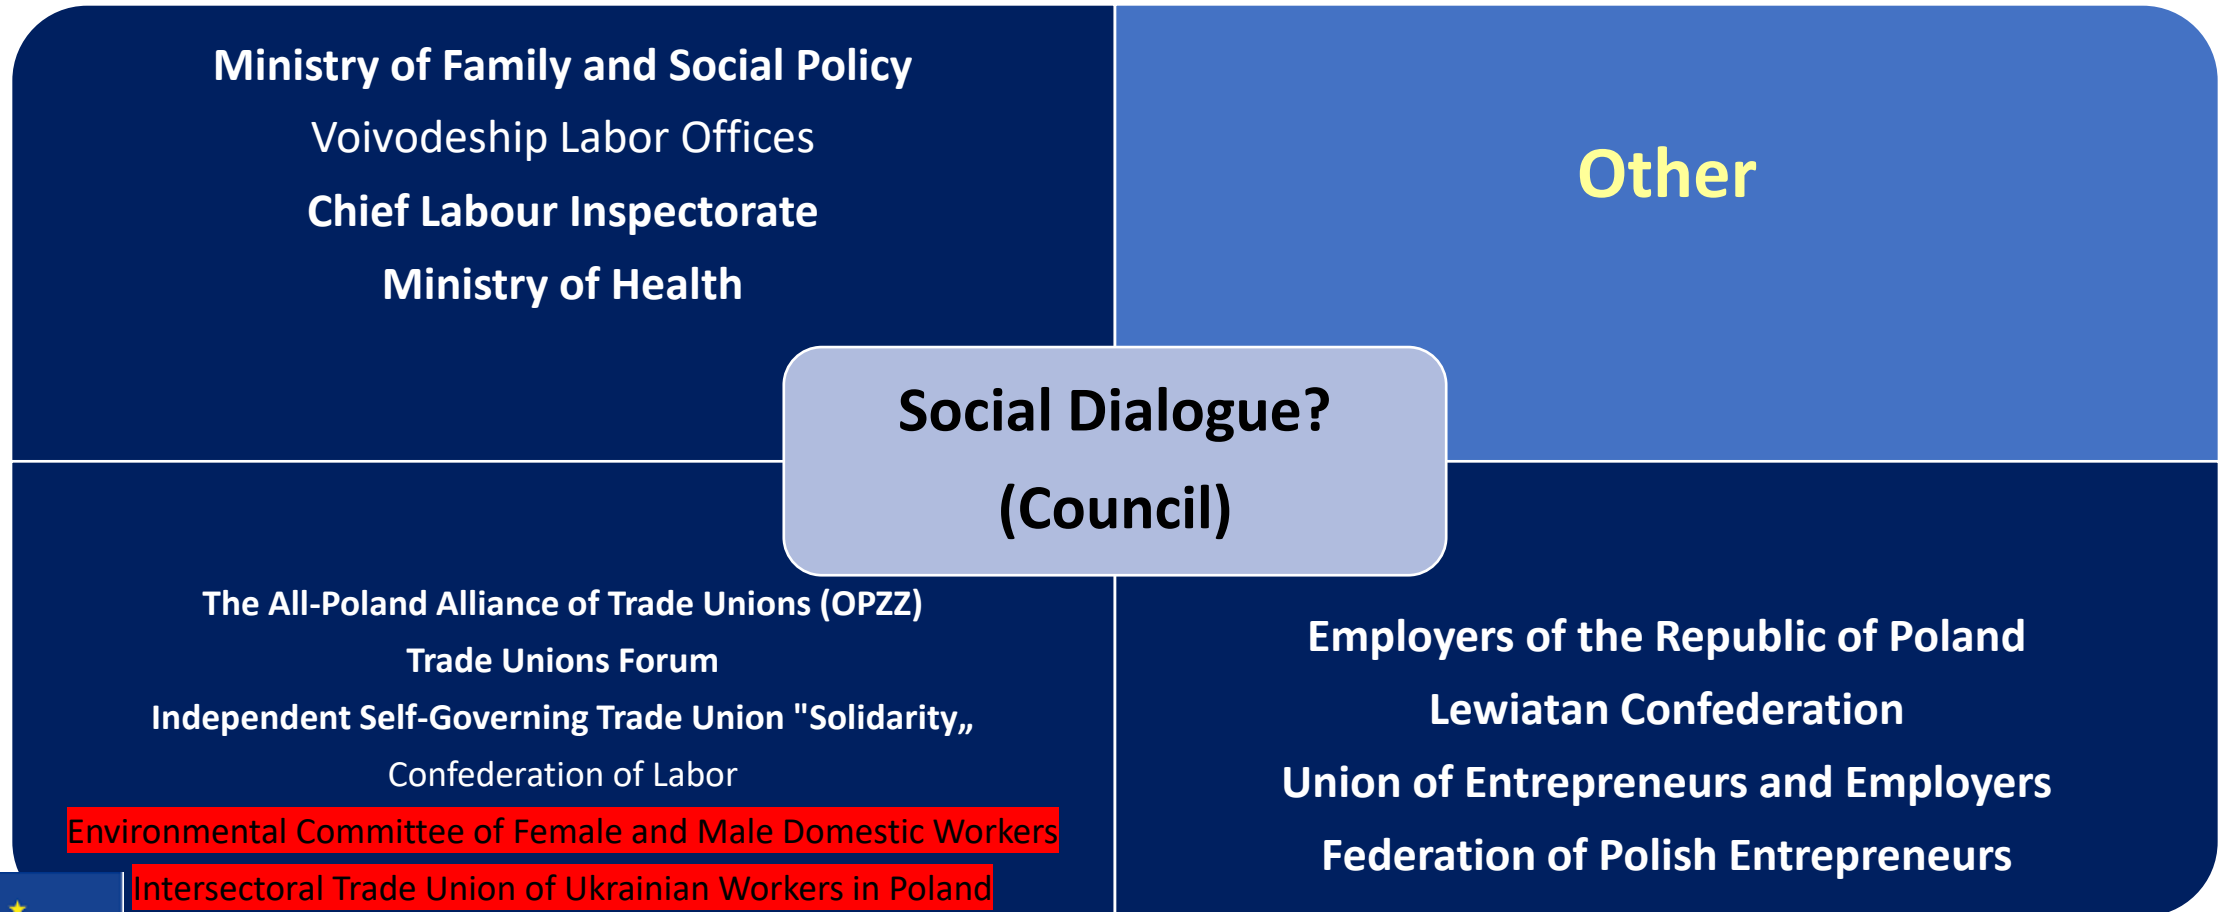 Ministry of Family and Social Policy
Voivodeship Labor Offices
Chief Labour Inspectorate
Ministry of Health
Other
Social Dialogue?
(Council)
The All-Poland Alliance of Trade Unions (OPZZ)
Trade Unions Forum
Independent Self-Governing Trade Union "Solidarity„
Confederation of Labor
Environmental Committee of Female and Male Domestic Workers
Intersectoral Trade Union of Ukrainian Workers in Poland
Employers of the Republic of Poland
Lewiatan Confederation
Union of Entrepreneurs and Employers
Federation of Polish Entrepreneurs